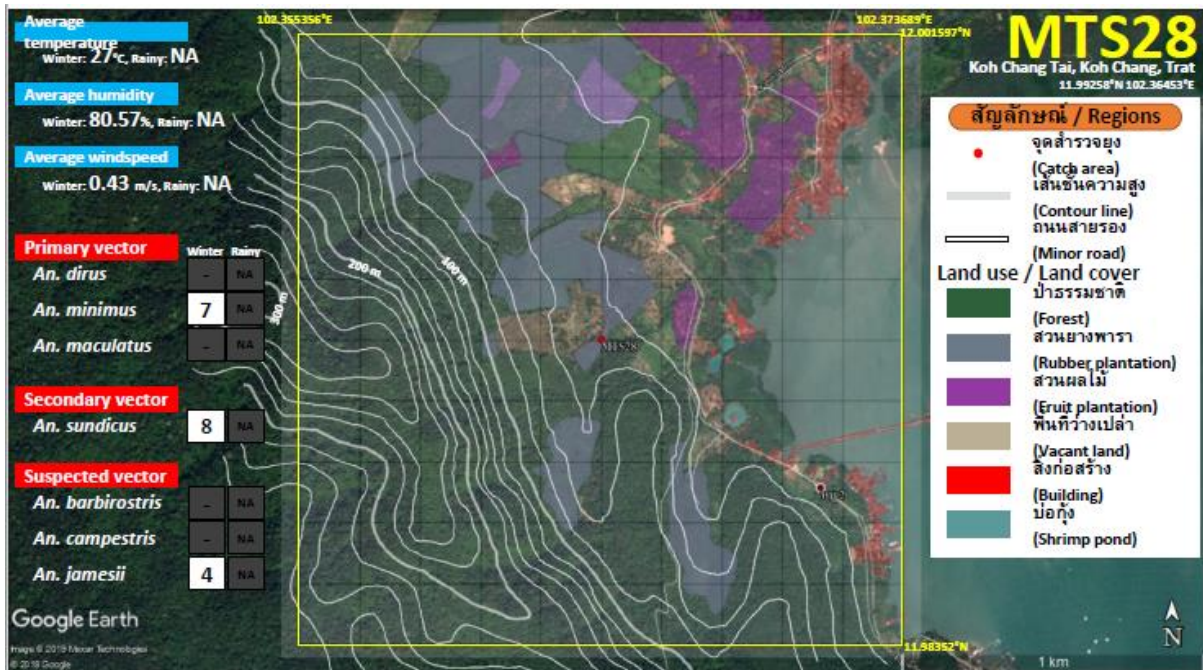 Average
temperature
Winter: 27°C, Rainy: NA
Average humidity
Winter: 80.57%, Rainy: NA
Average windspeed
Winter: 0.43 m/s, Rainy: NA
Primary vector Winter Rainy
An. dirus – NA
An. minimus 7 NA
An. maculatus – NA
Secondary vector
An. sundicus 8 NA
Suspected vector
An. barbirostris – NA
An. campestris – NA
An. jamesii 4 NA
Google Earth
Image © 2019 Maxar Technologies
© 2019 Google
102.355356°E
102.373689°E
12.001597°N
200 m
100 m
300 m
MTS28
11.98352°N
MTS28
Koh Chang Tai, Koh Chang, Trat
11.99258°N 102.36453°E
สัญลักษณ์ / Regions
จุดสำรวจยุง
(Catch area)
เส้นชั้นความสูง
(Contour line)
ถนนสายรอง
(Minor road)
Land use / Land cover
ป่าธรรมชาติ
(Forest)
สวนยางพารา
(Rubber plantation)
สวนผลไม้
(Fruit plantation)
พื้นที่ว่างเปล่า
(Vacant land)
สิ่งก่อสร้าง
(Building)
บ่อกุ้ง
(Shrimp pond)
N
1 km